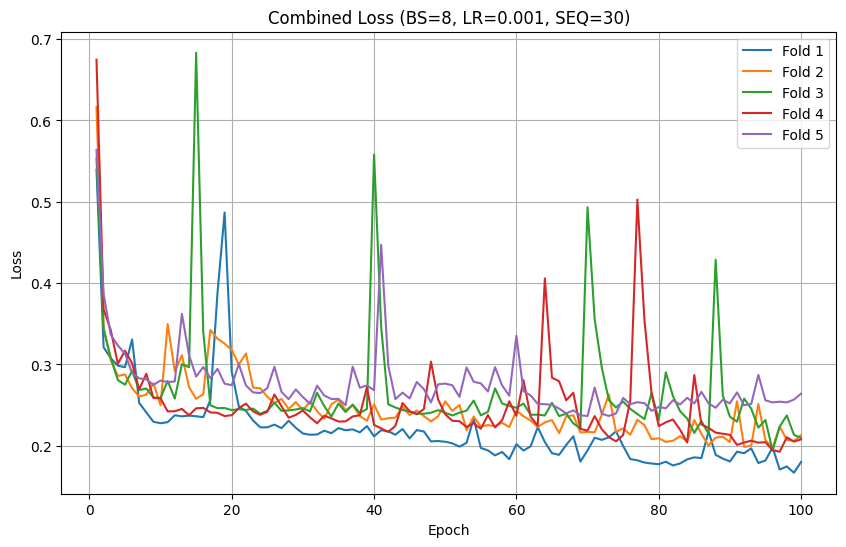 Combined Loss (BS=8, LR=0.001, SEQ=30)
0.7
0.6
0.5
0.4
0.3
0.2
Loss
Fold 1
Fold 2
Fold 3
Fold 4
Fold 5
0 20 40 60 80 100
Epoch